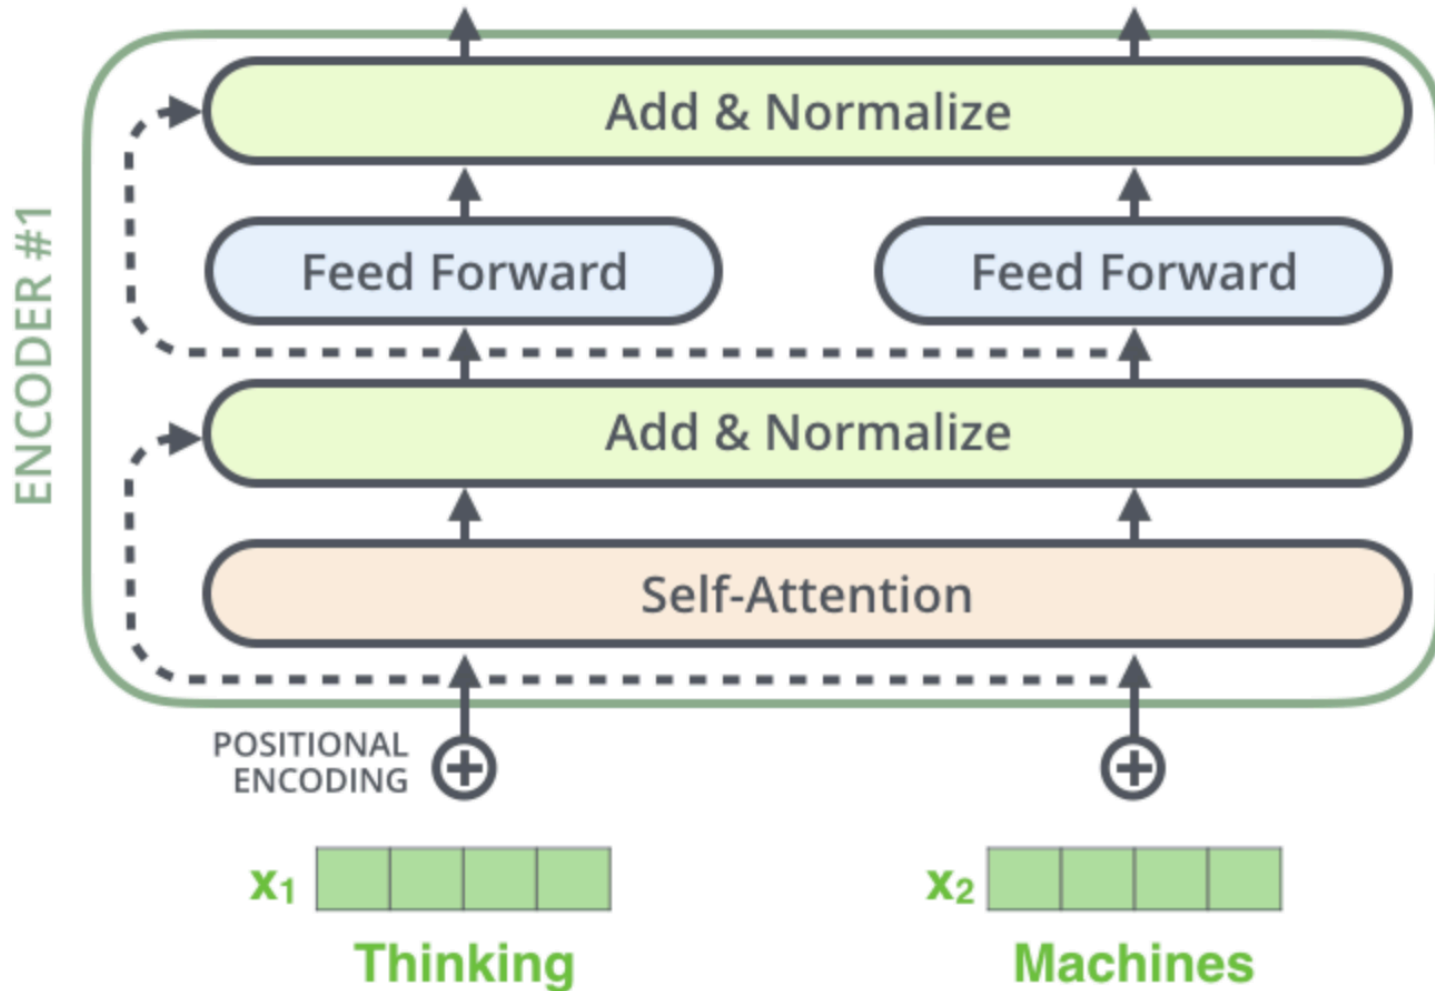 ENCODER #1
Add & Normalize
Feed Forward
Feed Forward
Add & Normalize
Self-Attention
POSITIONAL
ENCODING
x₁
x₂
Thinking
Machines